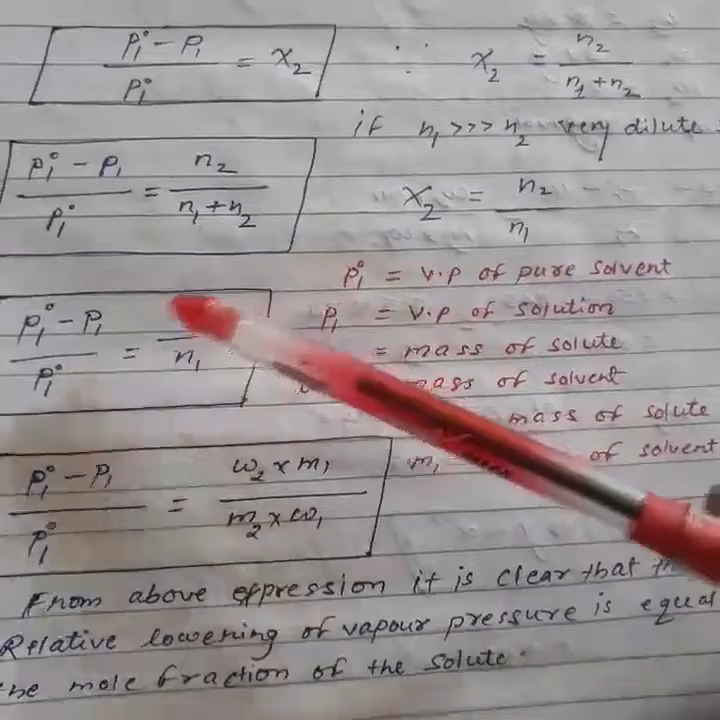 (p₁° - p₁) / p₁° = x₂ ∵ x₂ = n₂ / (n₁ + n₂)
if n₁ >>> n₂ very dilute
(p₁° - p₁) / p₁° = n₂ / (n₁ + n₂)
x₂ = n₂ / n₁
p₁° = v.p of pure solvent
p₁ = v.p of solution
(p₁° - p₁) / p₁° = / n₁
= mass of solute
mass of solvent
mass of solute
m₁ of solvent
(p₁° - p₁) / p₁° = (w₂ x m₁) / (m₂ x w₁)
From above expression it is clear that
Relative lowering of vapour pressure is equal
the mole fraction of the solute.